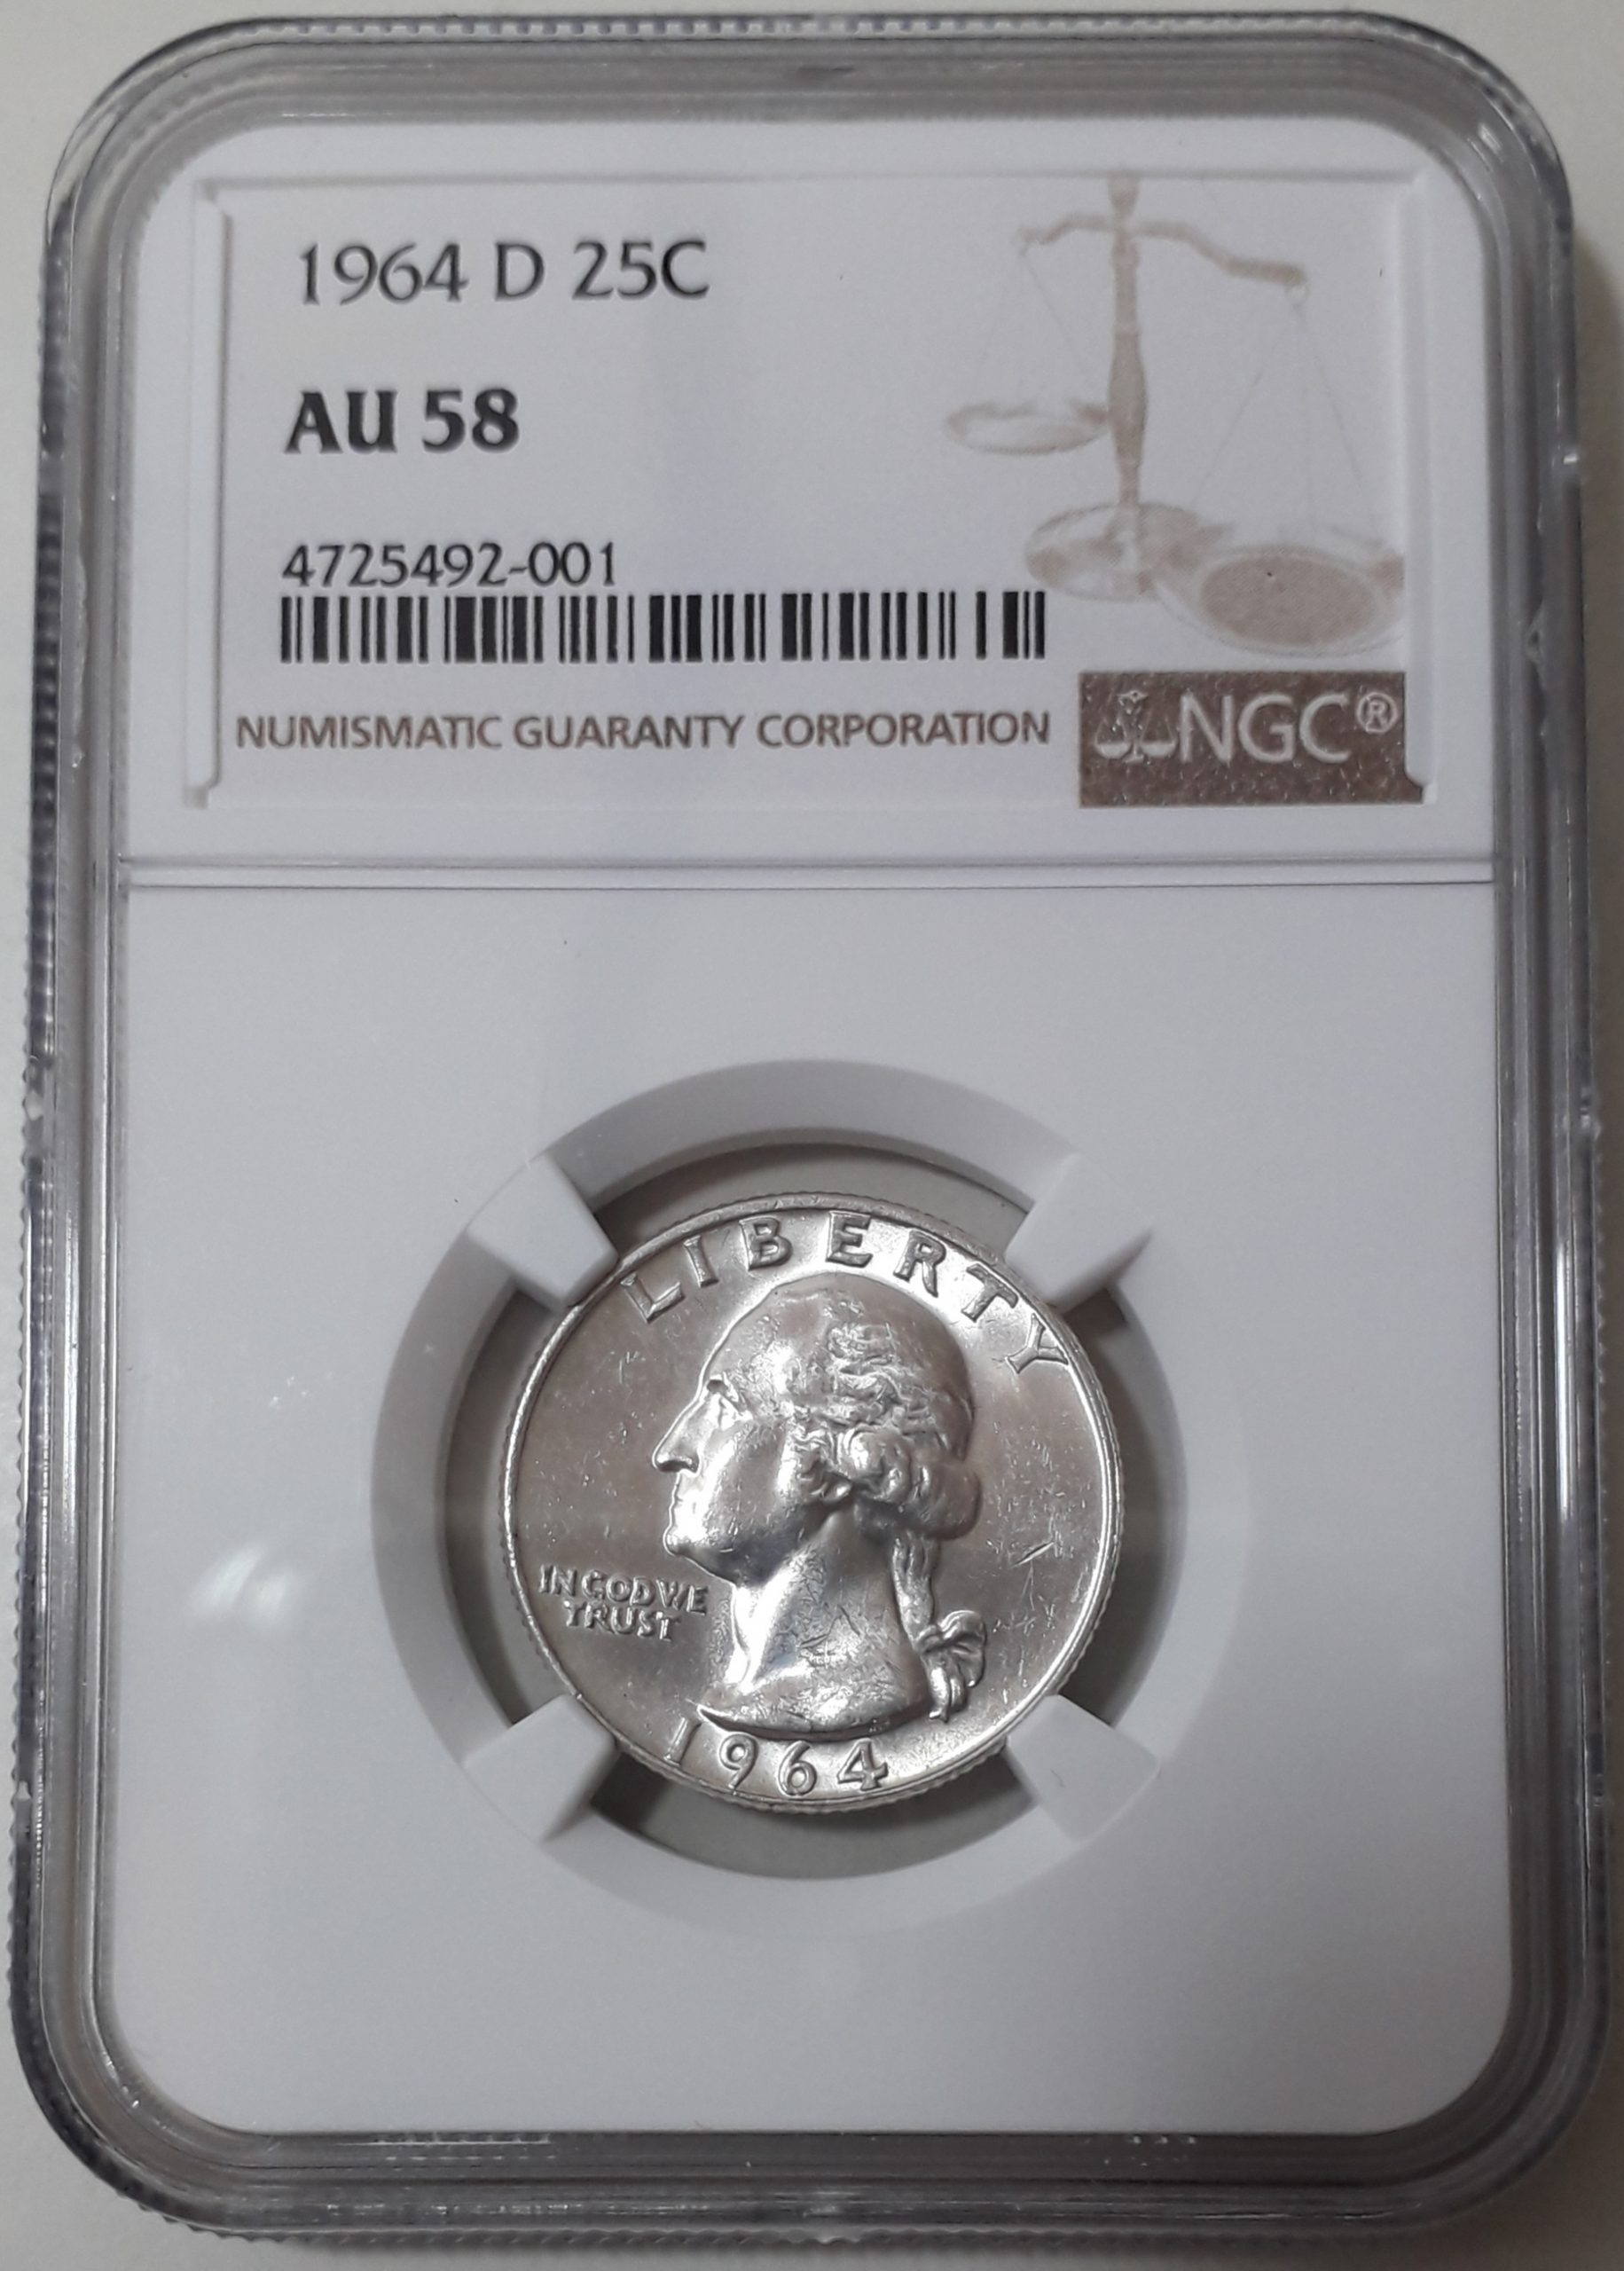 1964 D 25C
AU 58
4725492-001
NUMISMATIC GUARANTY CORPORATION
NGC®
LIBERTY
IN GOD WE
TRUST
1964